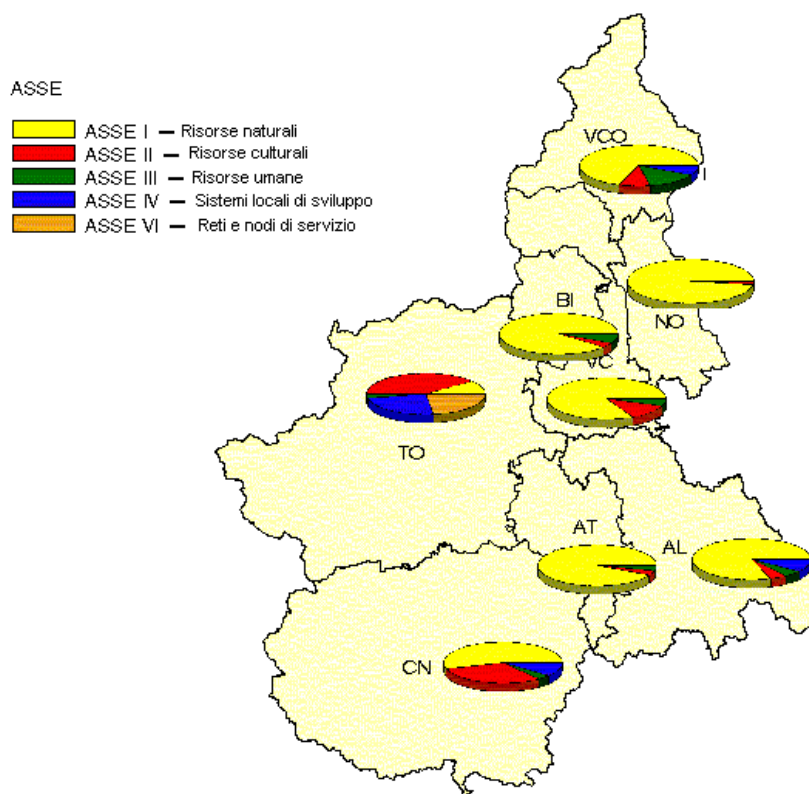 ASSE
ASSE I – Risorse naturali
ASSE II – Risorse culturali
ASSE III – Risorse umane
ASSE IV – Sistemi locali di sviluppo
ASSE VI – Reti e nodi di servizio
VCO
NO
BI
VC
TO
AT
AL
CN